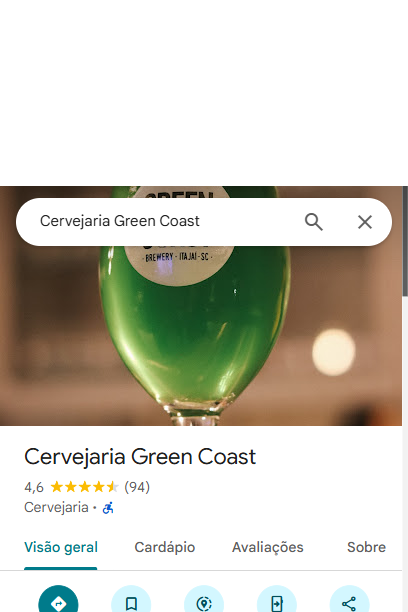 GREEN
Cervejaria Green Coast
· BREWERY · ITAJAÍ-SC ·
Cervejaria Green Coast
4,6 (94)
Cervejaria ·
Visão geral Cardápio Avaliações Sobre